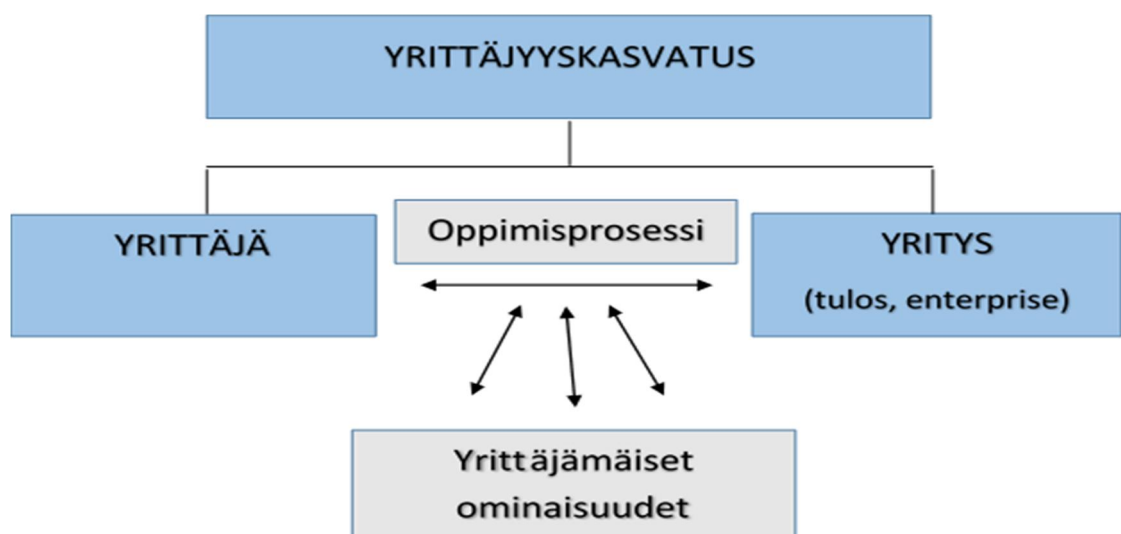 YRITTÄJYYSKASVATUS
YRITTÄJÄ
Oppimisprosessi
YRITYS
(tulos, enterprise)
Yrittäjämäiset
ominaisuudet